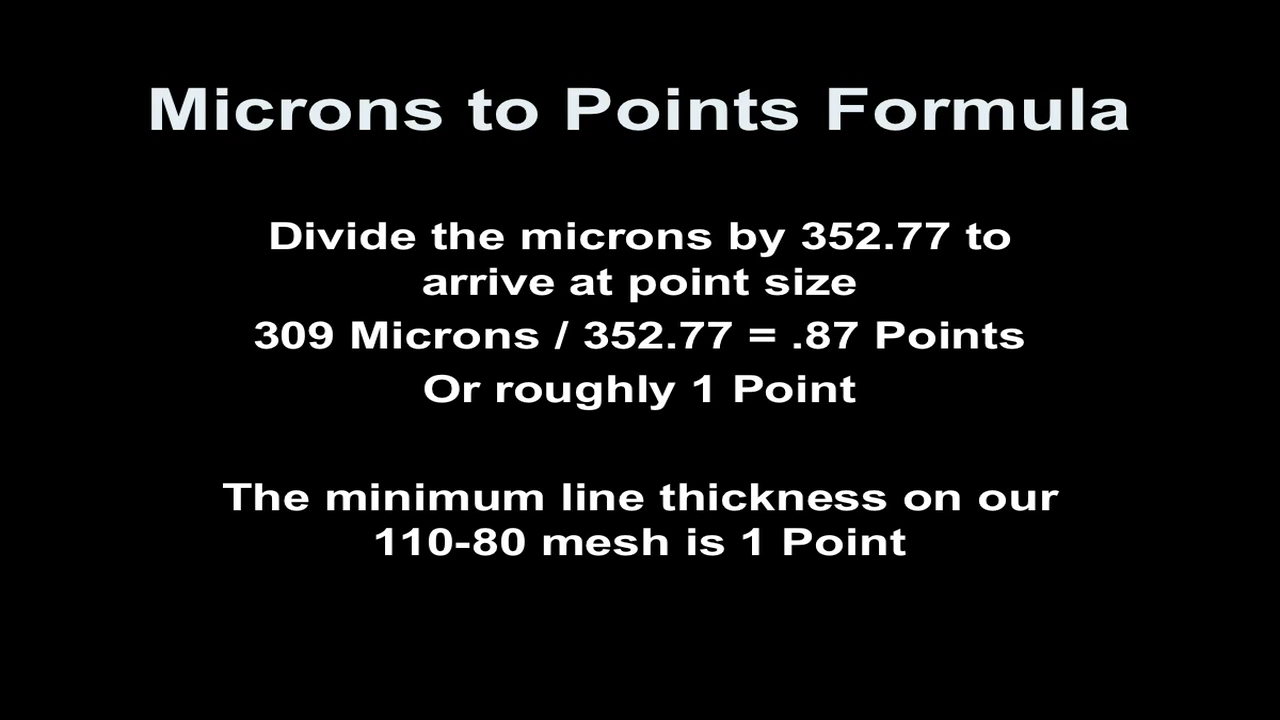 Microns to Points Formula
Divide the microns by 352.77 to
arrive at point size
309 Microns / 352.77 = .87 Points
Or roughly 1 Point
The minimum line thickness on our
110-80 mesh is 1 Point